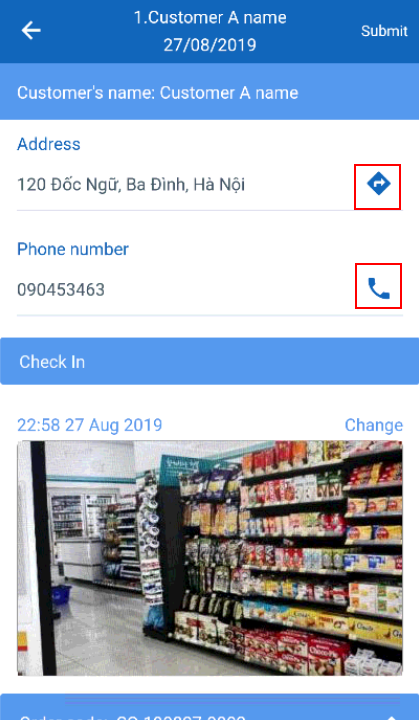 1.Customer A name
27/08/2019
Submit
Customer's name: Customer A name
Address
120 Đốc Ngữ, Ba Đình, Hà Nội
Phone number
090453463
Check In
22:58 27 Aug 2019
Change